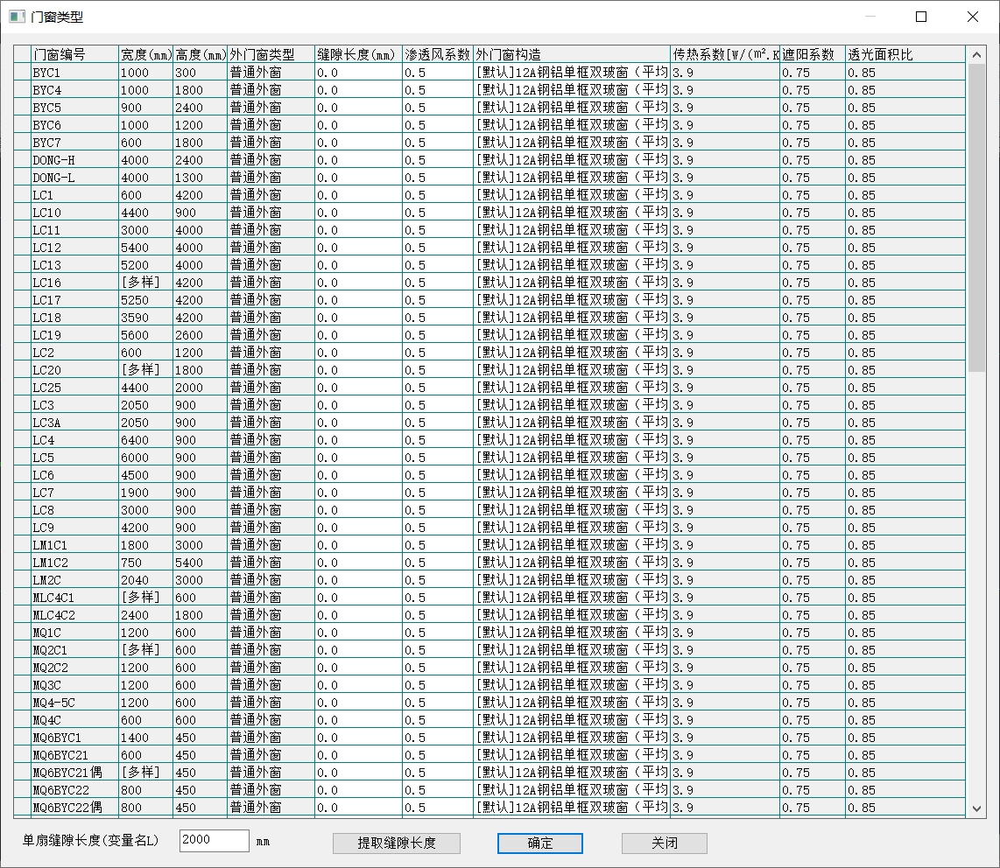 门窗类型
门窗编号 宽度(mm) 高度(mm) 外门窗类型 缝隙长度(mm) 渗透风系数 外门窗构造 传热系数[W/(㎡.K 遮阳系数 透光面积比
BYC1 1000 300 普通外窗 0.0 0.5 [默认]12A钢铝单框双玻窗（平均 3.9 0.75 0.85
BYC4 1000 1800 普通外窗 0.0 0.5 [默认]12A钢铝单框双玻窗（平均 3.9 0.75 0.85
BYC5 900 2400 普通外窗 0.0 0.5 [默认]12A钢铝单框双玻窗（平均 3.9 0.75 0.85
BYC6 1000 1200 普通外窗 0.0 0.5 [默认]12A钢铝单框双玻窗（平均 3.9 0.75 0.85
BYC7 600 1800 普通外窗 0.0 0.5 [默认]12A钢铝单框双玻窗（平均 3.9 0.75 0.85
DONG-H 4000 2400 普通外窗 0.0 0.5 [默认]12A钢铝单框双玻窗（平均 3.9 0.75 0.85
DONG-L 4000 1300 普通外窗 0.0 0.5 [默认]12A钢铝单框双玻窗（平均 3.9 0.75 0.85
LC1 600 4200 普通外窗 0.0 0.5 [默认]12A钢铝单框双玻窗（平均 3.9 0.75 0.85
LC10 4400 900 普通外窗 0.0 0.5 [默认]12A钢铝单框双玻窗（平均 3.9 0.75 0.85
LC11 3000 4000 普通外窗 0.0 0.5 [默认]12A钢铝单框双玻窗（平均 3.9 0.75 0.85
LC12 5400 4000 普通外窗 0.0 0.5 [默认]12A钢铝单框双玻窗（平均 3.9 0.75 0.85
LC13 5200 4000 普通外窗 0.0 0.5 [默认]12A钢铝单框双玻窗（平均 3.9 0.75 0.85
LC16 [多样] 4200 普通外窗 0.0 0.5 [默认]12A钢铝单框双玻窗（平均 3.9 0.75 0.85
LC17 5250 4200 普通外窗 0.0 0.5 [默认]12A钢铝单框双玻窗（平均 3.9 0.75 0.85
LC18 3590 4200 普通外窗 0.0 0.5 [默认]12A钢铝单框双玻窗（平均 3.9 0.75 0.85
LC19 5600 2600 普通外窗 0.0 0.5 [默认]12A钢铝单框双玻窗（平均 3.9 0.75 0.85
LC2 600 1200 普通外窗 0.0 0.5 [默认]12A钢铝单框双玻窗（平均 3.9 0.75 0.85
LC20 [多样] 1800 普通外窗 0.0 0.5 [默认]12A钢铝单框双玻窗（平均 3.9 0.75 0.85
LC25 4400 2000 普通外窗 0.0 0.5 [默认]12A钢铝单框双玻窗（平均 3.9 0.75 0.85
LC3 2050 900 普通外窗 0.0 0.5 [默认]12A钢铝单框双玻窗（平均 3.9 0.75 0.85
LC3A 2050 900 普通外窗 0.0 0.5 [默认]12A钢铝单框双玻窗（平均 3.9 0.75 0.85
LC4 6400 900 普通外窗 0.0 0.5 [默认]12A钢铝单框双玻窗（平均 3.9 0.75 0.85
LC5 6000 900 普通外窗 0.0 0.5 [默认]12A钢铝单框双玻窗（平均 3.9 0.75 0.85
LC6 4500 900 普通外窗 0.0 0.5 [默认]12A钢铝单框双玻窗（平均 3.9 0.75 0.85
LC7 1900 900 普通外窗 0.0 0.5 [默认]12A钢铝单框双玻窗（平均 3.9 0.75 0.85
LC8 3000 900 普通外窗 0.0 0.5 [默认]12A钢铝单框双玻窗（平均 3.9 0.75 0.85
LC9 4200 900 普通外窗 0.0 0.5 [默认]12A钢铝单框双玻窗（平均 3.9 0.75 0.85
LM1C1 1800 3000 普通外窗 0.0 0.5 [默认]12A钢铝单框双玻窗（平均 3.9 0.75 0.85
LM1C2 750 5400 普通外窗 0.0 0.5 [默认]12A钢铝单框双玻窗（平均 3.9 0.75 0.85
LM2C 2040 3000 普通外窗 0.0 0.5 [默认]12A钢铝单框双玻窗（平均 3.9 0.75 0.85
MLC4C1 [多样] 600 普通外窗 0.0 0.5 [默认]12A钢铝单框双玻窗（平均 3.9 0.75 0.85
MLC4C2 2400 1800 普通外窗 0.0 0.5 [默认]12A钢铝单框双玻窗（平均 3.9 0.75 0.85
MQ1C 1200 600 普通外窗 0.0 0.5 [默认]12A钢铝单框双玻窗（平均 3.9 0.75 0.85
MQ2C1 [多样] 600 普通外窗 0.0 0.5 [默认]12A钢铝单框双玻窗（平均 3.9 0.75 0.85
MQ2C2 1200 600 普通外窗 0.0 0.5 [默认]12A钢铝单框双玻窗（平均 3.9 0.75 0.85
MQ3C 1200 600 普通外窗 0.0 0.5 [默认]12A钢铝单框双玻窗（平均 3.9 0.75 0.85
MQ4-5C 1200 600 普通外窗 0.0 0.5 [默认]12A钢铝单框双玻窗（平均 3.9 0.75 0.85
MQ4C 600 600 普通外窗 0.0 0.5 [默认]12A钢铝单框双玻窗（平均 3.9 0.75 0.85
MQ6BYC1 1400 450 普通外窗 0.0 0.5 [默认]12A钢铝单框双玻窗（平均 3.9 0.75 0.85
MQ6BYC21 600 450 普通外窗 0.0 0.5 [默认]12A钢铝单框双玻窗（平均 3.9 0.75 0.85
MQ6BYC21偶 [多样] 450 普通外窗 0.0 0.5 [默认]12A钢铝单框双玻窗（平均 3.9 0.75 0.85
MQ6BYC22 800 450 普通外窗 0.0 0.5 [默认]12A钢铝单框双玻窗（平均 3.9 0.75 0.85
MQ6BYC22偶 800 450 普通外窗 0.0 0.5 [默认]12A钢铝单框双玻窗（平均 3.9 0.75 0.85
单扇缝隙长度(变量名L) 2000 mm 提取缝隙长度 确定 关闭